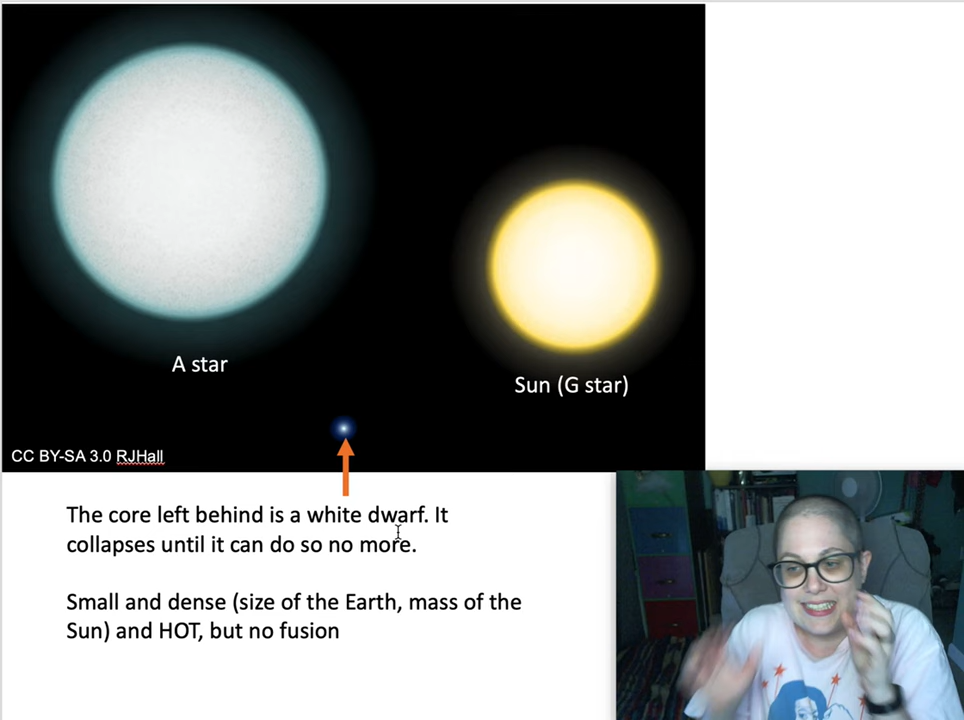 A star
Sun (G star)
CC BY-SA 3.0 RJHall
The core left behind is a white dwarf. It
collapses until it can do so no more.
Small and dense (size of the Earth, mass of the
Sun) and HOT, but no fusion